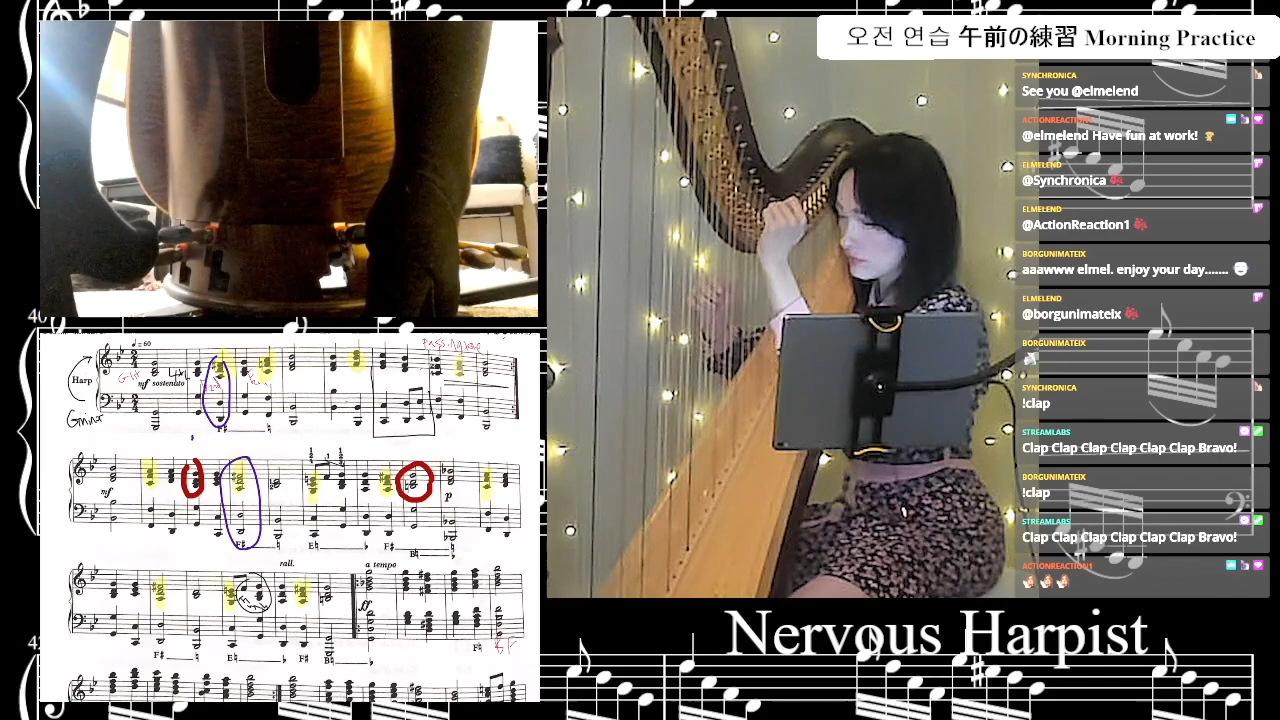 오전 연습 午前の練習 Morning Practice
SYNCHRONICA
See you @elmelend
ACTIONREACTION1
@elmelend Have fun at work!
ELMELEND
@Synchronica
ELMELEND
@ActionReaction1
BORGUNIMATEIX
aaawww elmel. enjoy your day.......
ELMELEND
@borgunimateix
BORGUNIMATEIX
SYNCHRONICA
!clap
STREAMLABS
Clap Clap Clap Clap Clap Clap Bravo!
BORGUNIMATEIX
!clap
STREAMLABS
Clap Clap Clap Clap Clap Clap Bravo!
ACTIONREACTION1
Nervous Harpist
40
♩= 60
passing
Harp
mf sostenuto
Gminor
F♯ ♮
mf
p
F♯ ♮ E♮ ♭ F♯ ♮
B♮ ♭
rall. a tempo
ff
F♯ ♮ E♮ ♭ F♯ ♮ B♮ ♭ F♮